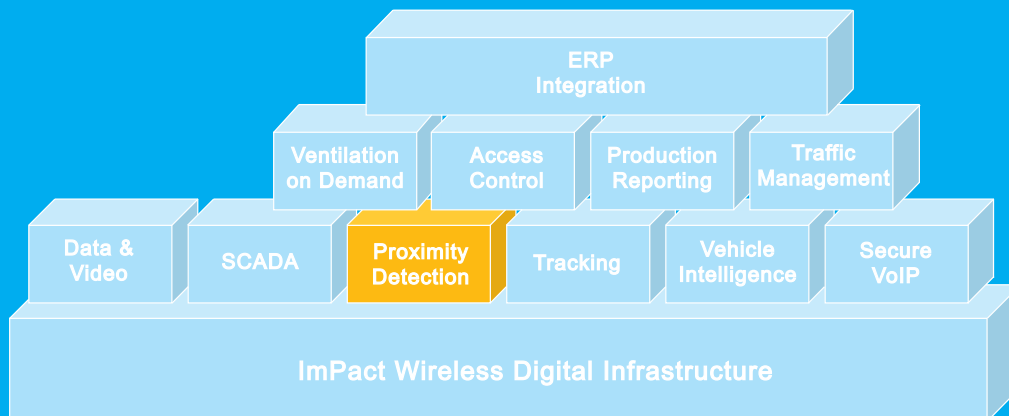 ERP
Integration
Ventilation
on Demand
Access
Control
Production
Reporting
Traffic
Management
Data &
Video
SCADA
Proximity
Detection
Tracking
Vehicle
Intelligence
Secure
VoIP
ImPact Wireless Digital Infrastructure